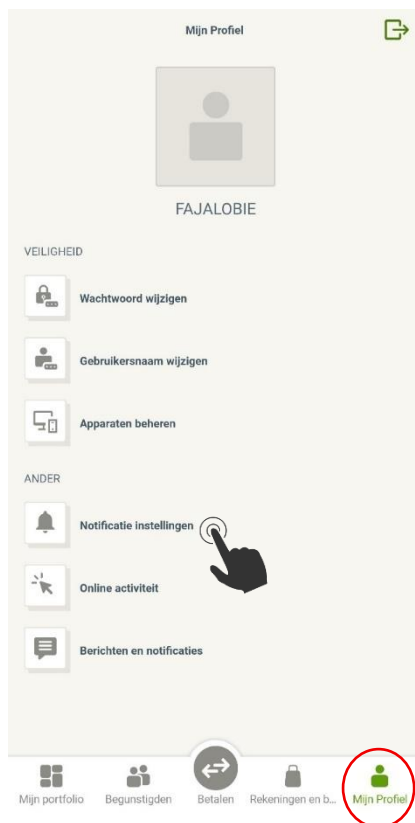 Mijn Profiel
FAJALOBIE
VEILIGHEID
Wachtwoord wijzigen
Gebruikersnaam wijzigen
Apparaten beheren
ANDER
Notificatie instellingen
Online activiteit
Berichten en notificaties
Mijn portfolio Begunstigden Betalen Rekeningen en b... Mijn Profiel